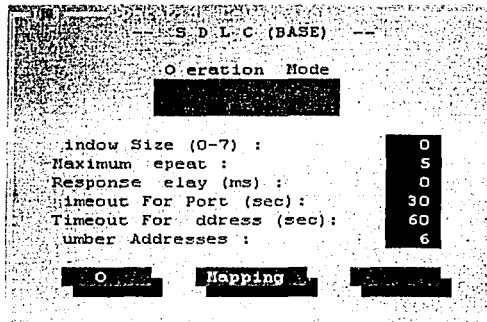 -- S D L C (BASE) --
O eration Mode
indow Size (0-7) : 0
Maximum epeat : 5
Response elay (ms) : 0
imeout For Port (sec): 30
Timeout For ddress (sec): 60
umber Addresses : 6
O Mapping